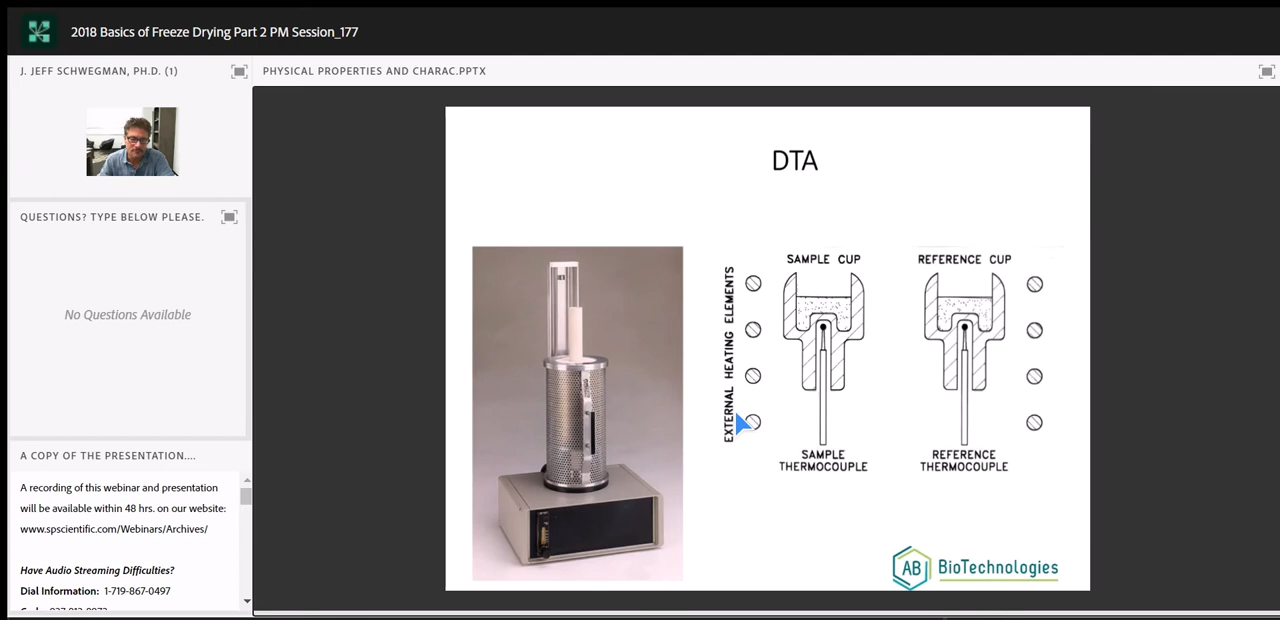 2018 Basics of Freeze Drying Part 2 PM Session_177
J. JEFF SCHWEGMAN, PH.D. (1)
QUESTIONS? TYPE BELOW PLEASE.
No Questions Available
A COPY OF THE PRESENTATION....
A recording of this webinar and presentation
will be available within 48 hrs. on our website:
www.spscientific.com/Webinars/Archives/
Have Audio Streaming Difficulties?
Dial Information: 1-719-867-0497
PHYSICAL PROPERTIES AND CHARAC.PPTX
DTA
EXTERNAL HEATING ELEMENTS
SAMPLE CUP
REFERENCE CUP
SAMPLE
THERMOCOUPLE
REFERENCE
THERMOCOUPLE
AB BioTechnologies